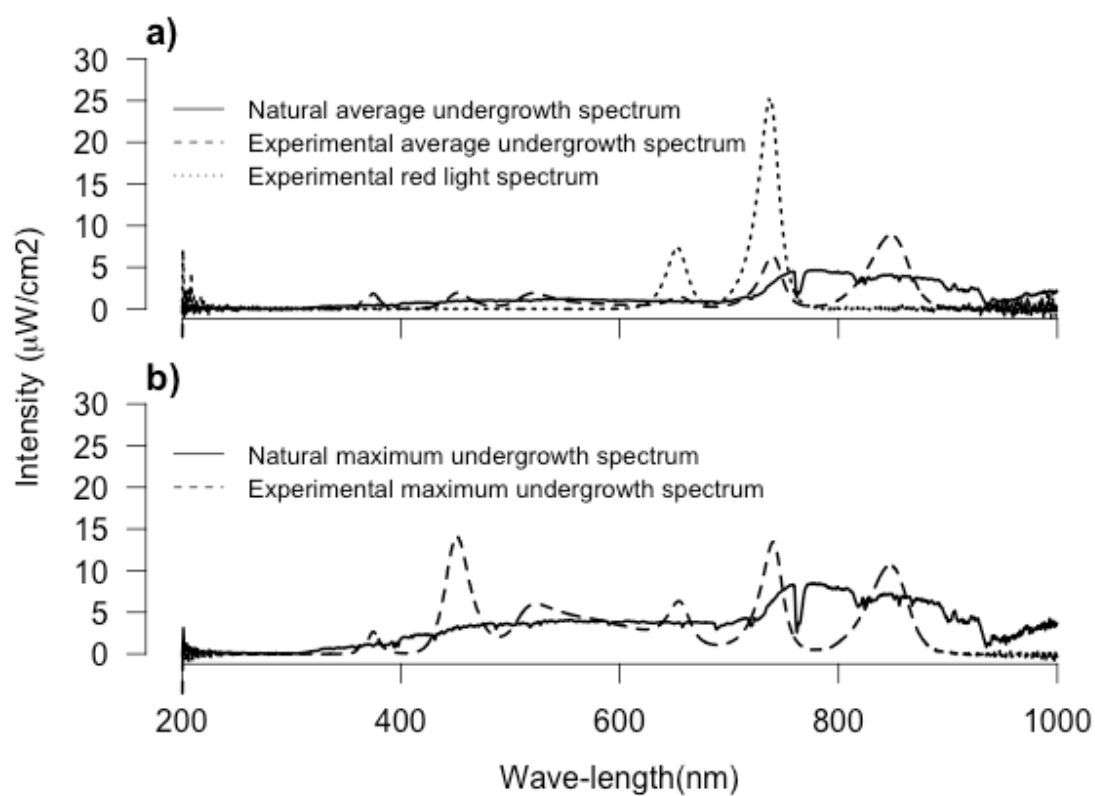 a)
30
25
20
15
10
5
0
Natural average undergrowth spectrum
Experimental average undergrowth spectrum
Experimental red light spectrum
Intensity (µW/cm2)
b)
30
25
20
15
10
5
0
Natural maximum undergrowth spectrum
Experimental maximum undergrowth spectrum
200 400 600 800 1000
Wave-length(nm)